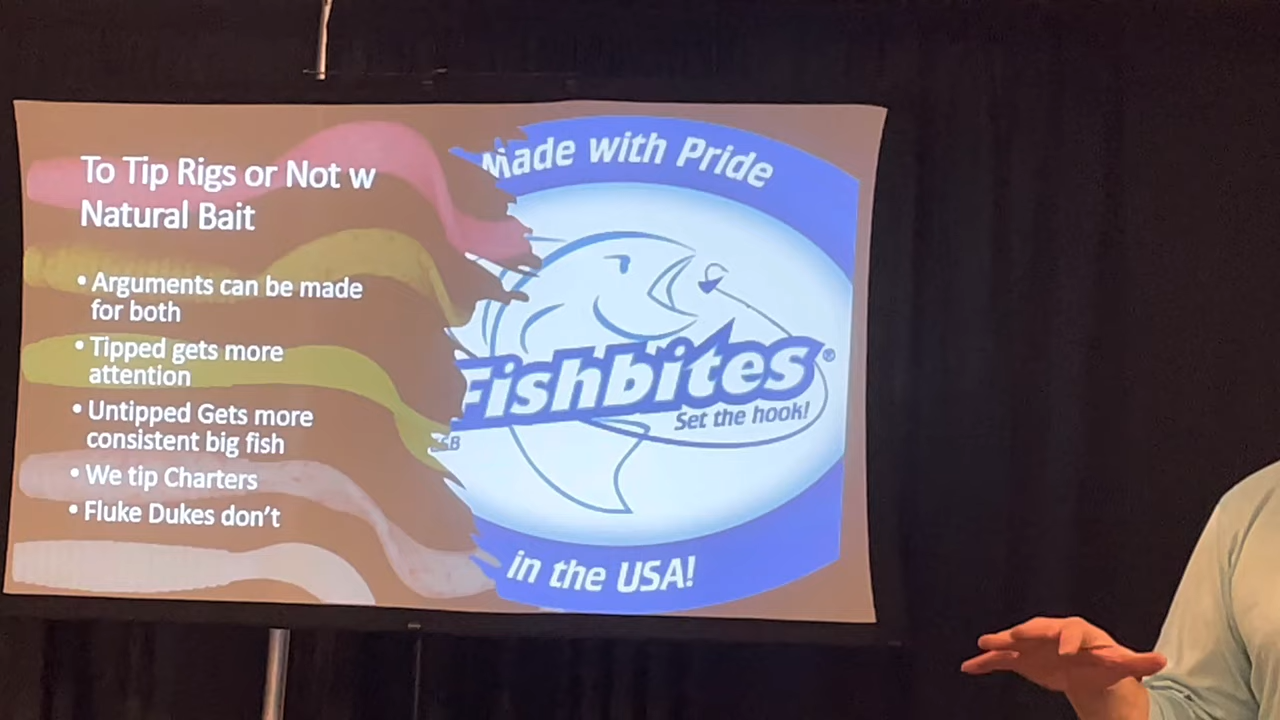 To Tip Rigs or Not w
Natural Bait
• Arguments can be made
for both
• Tipped gets more
attention
• Untipped Gets more
consistent big fish
• We tip Charters
• Fluke Dukes don't
Made with Pride
Fishbites®
Set the hook!
in the USA!